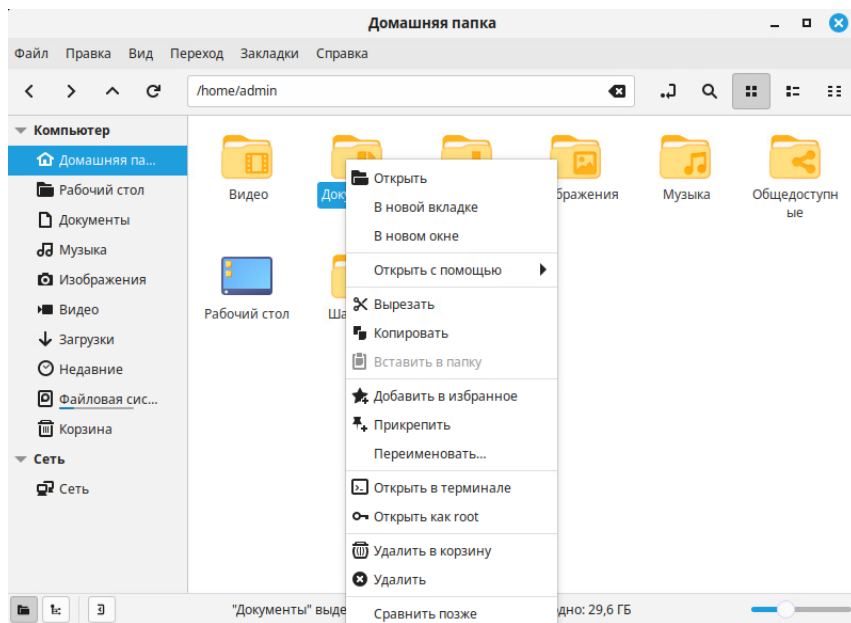 Домашняя папка
Файл Правка Вид Переход Закладки Справка
/home/admin
Компьютер
Домашняя па...
Рабочий стол
Документы
Музыка
Изображения
Видео
Загрузки
Недавние
Файловая сис...
Корзина
Сеть
Сеть
Видео
Музыка
Общедоступн
ые
Рабочий стол
Открыть
В новой вкладке
В новом окне
Открыть с помощью
Вырезать
Копировать
Вставить в папку
Добавить в избранное
Прикрепить
Переименовать...
Открыть в терминале
Открыть как root
Удалить в корзину
Удалить
Сравнить позже
"Документы" 29,6 ГБ